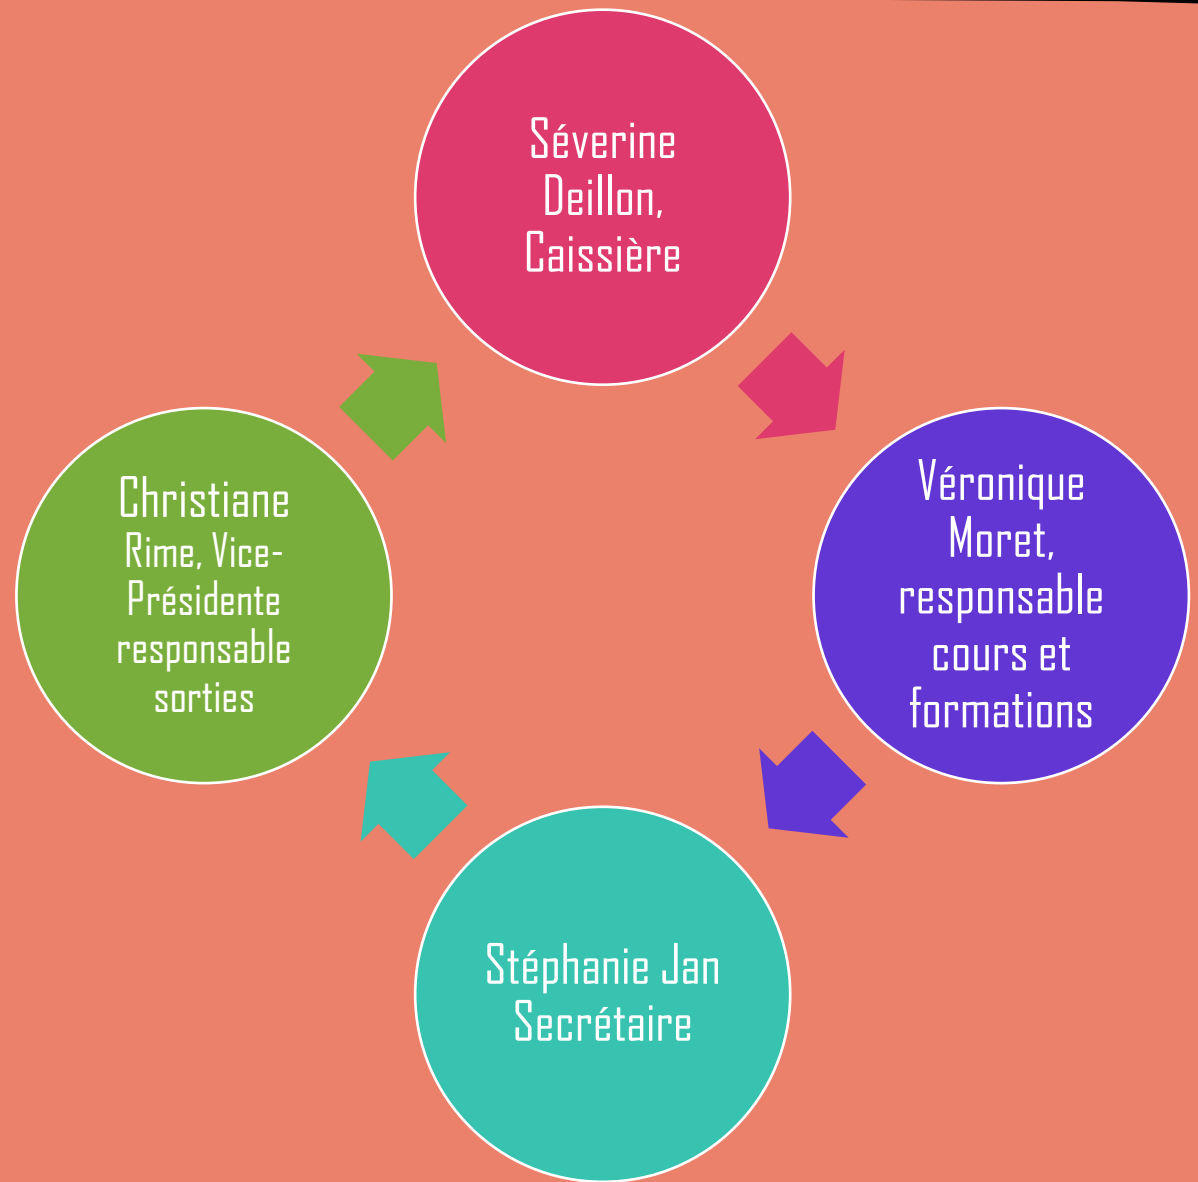 Séverine
Deillon,
Caissière
Véronique
Moret,
responsable
cours et
formations
Stéphanie Jan
Secrétaire
Christiane
Rime, Vice-
Présidente
responsable
sorties